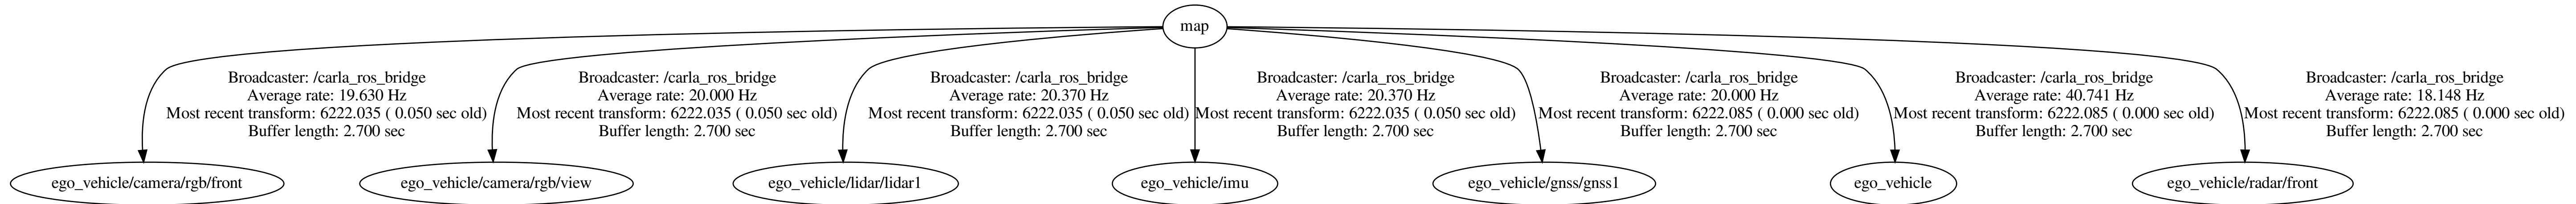 map
Broadcaster: /carla_ros_bridge
Average rate: 19.630 Hz
Most recent transform: 6222.035 ( 0.050 sec old)
Buffer length: 2.700 sec
Broadcaster: /carla_ros_bridge
Average rate: 20.000 Hz
Most recent transform: 6222.035 ( 0.050 sec old)
Buffer length: 2.700 sec
Broadcaster: /carla_ros_bridge
Average rate: 20.370 Hz
Most recent transform: 6222.035 ( 0.050 sec old)
Buffer length: 2.700 sec
Broadcaster: /carla_ros_bridge
Average rate: 20.370 Hz
Most recent transform: 6222.035 ( 0.050 sec old)
Buffer length: 2.700 sec
Broadcaster: /carla_ros_bridge
Average rate: 20.000 Hz
Most recent transform: 6222.085 ( 0.000 sec old)
Buffer length: 2.700 sec
Broadcaster: /carla_ros_bridge
Average rate: 40.741 Hz
Most recent transform: 6222.085 ( 0.000 sec old)
Buffer length: 2.700 sec
Broadcaster: /carla_ros_bridge
Average rate: 18.148 Hz
Most recent transform: 6222.085 ( 0.000 sec old)
Buffer length: 2.700 sec
ego_vehicle/camera/rgb/front
ego_vehicle/camera/rgb/view
ego_vehicle/lidar/lidar1
ego_vehicle/imu
ego_vehicle/gnss/gnss1
ego_vehicle
ego_vehicle/radar/front